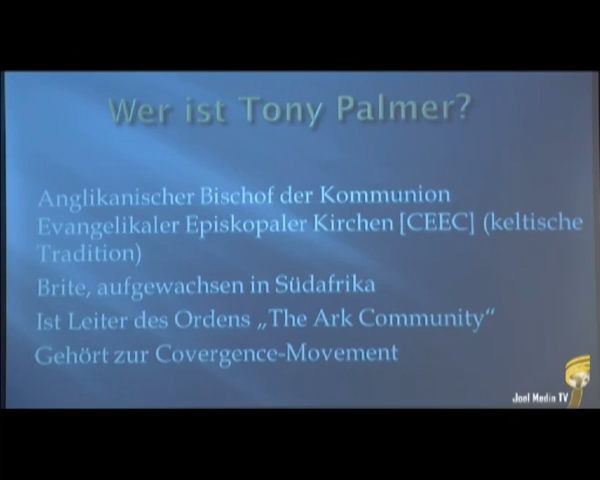 Wer ist Tony Palmer?
Anglikanischer Bischof der Kommunion
Evangelikaler Episkopaler Kirchen [CEEC] (keltische
Tradition)
Brite, aufgewachsen in Südafrika
Ist Leiter des Ordens „The Ark Community“
Gehört zur Covergence-Movement
Joel Media TV